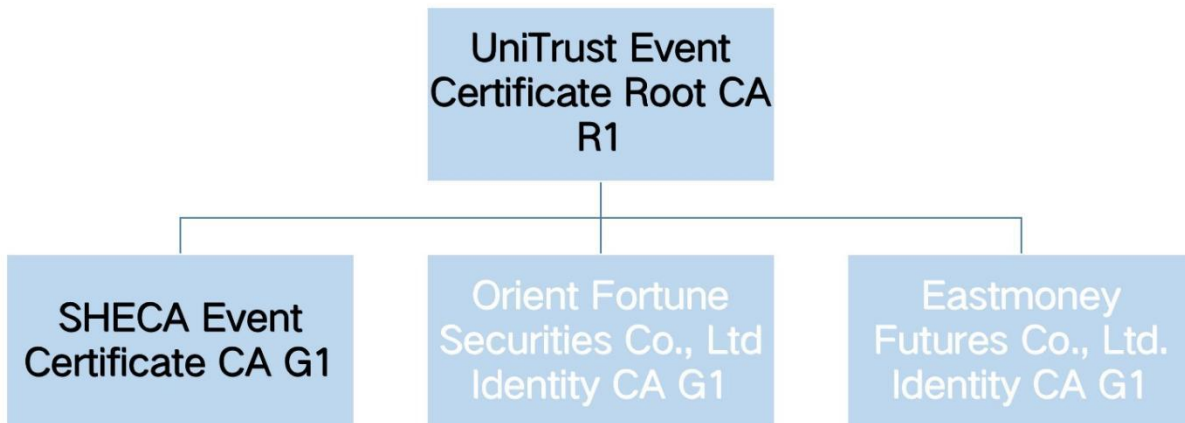 UniTrust Event
Certificate Root CA
R1
SHECA Event
Certificate CA G1
Orient Fortune
Securities Co., Ltd
Identity CA G1
Eastmoney
Futures Co., Ltd.
Identity CA G1